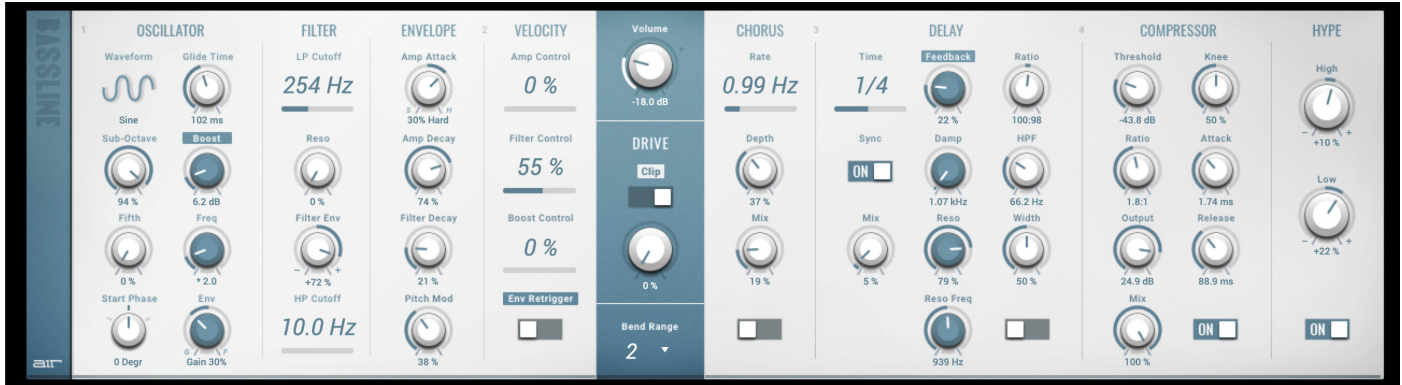 BASSLINE
1
OSCILLATOR
Waveform
Glide Time
Sine
102 ms
Sub-Octave
Boost
94 %
6.2 dB
Fifth
Freq
0 %
* 2.0
Start Phase
Env
G F
0 Degr
Gain 30%
FILTER
LP Cutoff
254 Hz
Reso
0 %
Filter Env
- +
+72 %
HP Cutoff
10.0 Hz
ENVELOPE
Amp Attack
S H
30% Hard
Amp Decay
74 %
Filter Decay
21 %
Pitch Mod
38 %
2
VELOCITY
Amp Control
0 %
Filter Control
55 %
Boost Control
0 %
Env Retrigger
Volume
-18.0 dB
DRIVE
Clip
0 %
Bend Range
2
CHORUS
Rate
0.99 Hz
Depth
37 %
Mix
19 %
3
DELAY
Time
Feedback
Ratio
1/4
22 %
100:98
Sync
Damp
HPF
ON
1.07 kHz
66.2 Hz
Mix
Reso
Width
5 %
79 %
50 %
Reso Freq
939 Hz
4
COMPRESSOR
Threshold
Knee
-43.8 dB
50 %
Ratio
Attack
1.8:1
1.74 ms
Output
Release
24.9 dB
88.9 ms
Mix
ON
100 %
HYPE
High
- +
+10 %
Low
- +
+22 %
ON
air